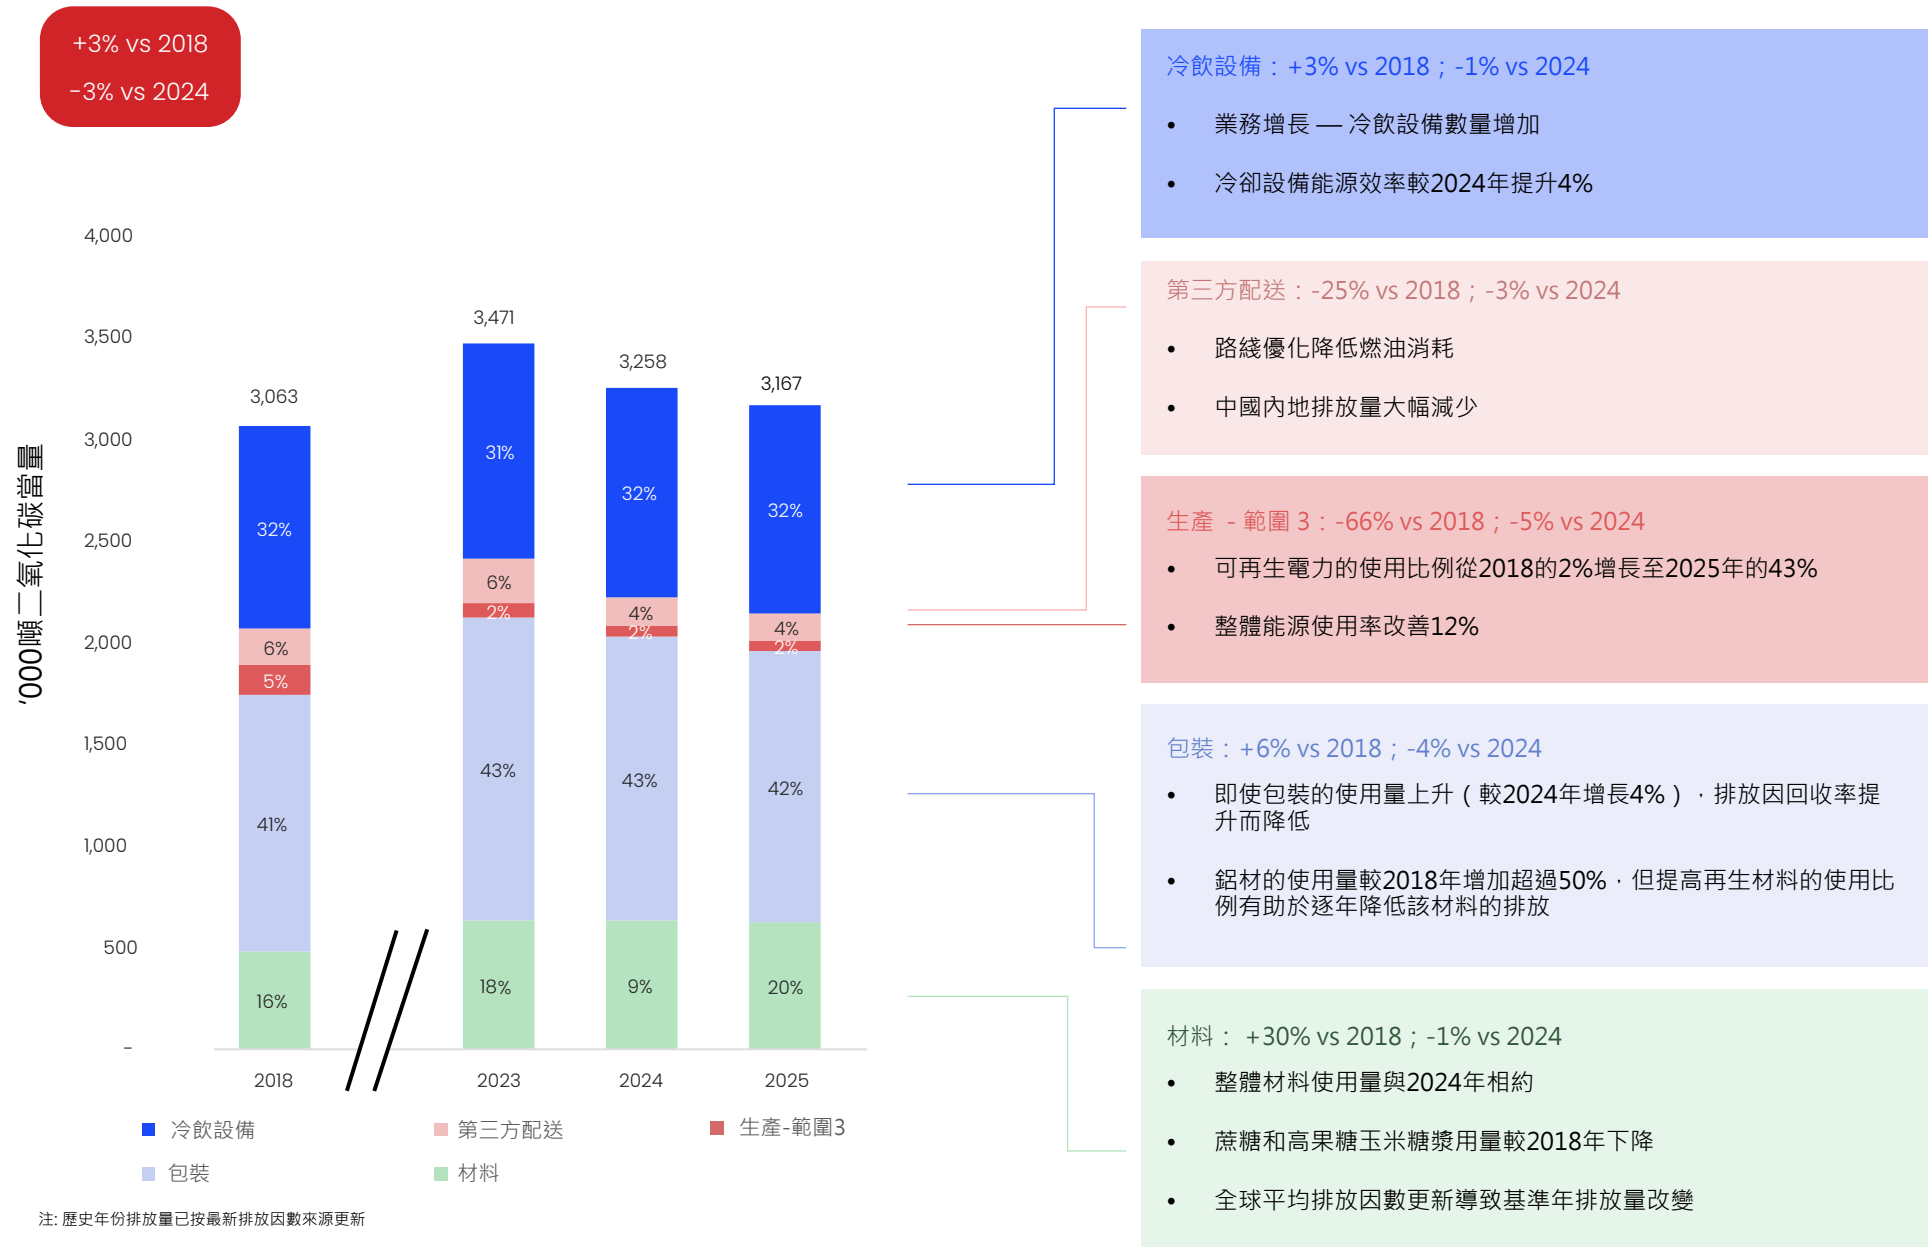 +3% vs 2018
-3% vs 2024
'000噸二氧化碳當量
4,000
3,500
3,000
2,500
2,000
1,500
1,000
500
-
3,063
32%
6%
5%
41%
16%
3,471
31%
6%
2%
43%
18%
3,258
32%
4%
2%
43%
9%
3,167
32%
4%
2%
42%
20%
2018
2023
2024
2025
冷飲設備
第三方配送
生產-範圍3
包裝
材料
注: 歷史年份排放量已按最新排放因數來源更新
冷飲設備：+3% vs 2018；-1% vs 2024
• 業務增長 — 冷飲設備數量增加
• 冷卻設備能源效率較2024年提升4%
第三方配送：-25% vs 2018；-3% vs 2024
• 路綫優化降低燃油消耗
• 中國內地排放量大幅減少
生產 - 範圍 3：-66% vs 2018；-5% vs 2024
• 可再生電力的使用比例從2018的2%增長至2025年的43%
• 整體能源使用率改善12%
包裝：+6% vs 2018；-4% vs 2024
• 即使包裝的使用量上升（較2024年增長4%），排放因回收率提
升而降低
• 鋁材的使用量較2018年增加超過50%，但提高再生材料的使用比
例有助於逐年降低該材料的排放
材料： +30% vs 2018；-1% vs 2024
• 整體材料使用量與2024年相約
• 蔗糖和高果糖玉米糖漿用量較2018年下降
• 全球平均排放因數更新導致基準年排放量改變